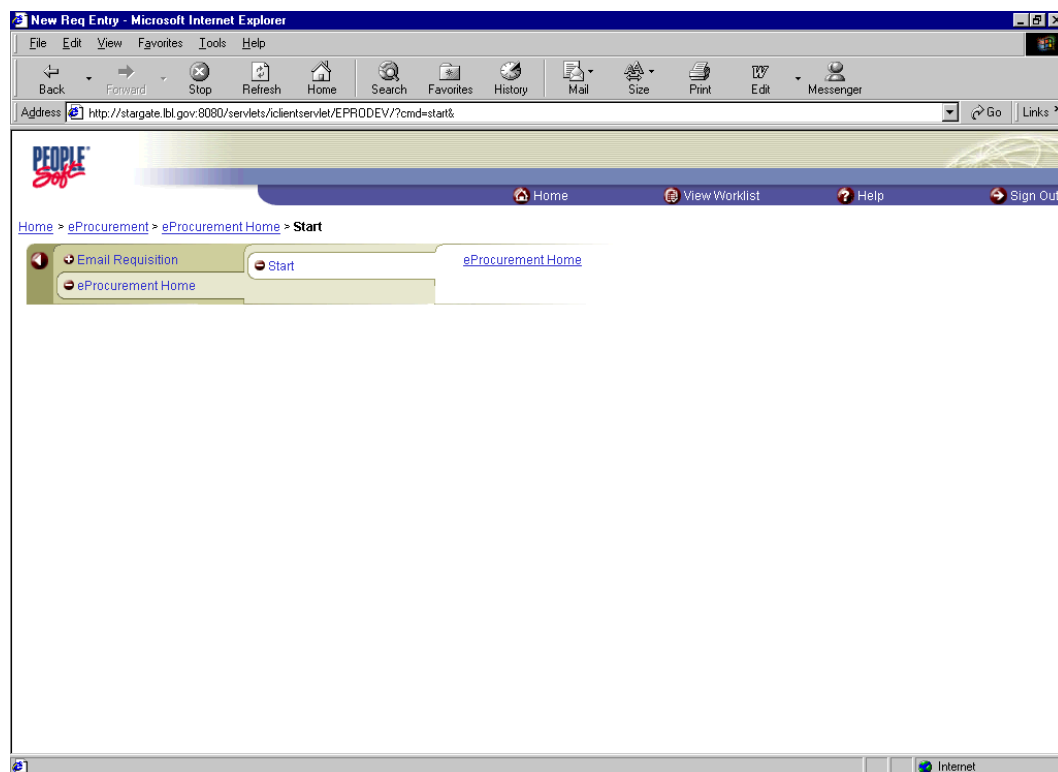 New Req Entry - Microsoft Internet Explorer
File Edit View Favorites Tools Help
Back Forward Stop Refresh Home Search Favorites History Mail Size Print Edit Messenger
Address http://stargate.lbl.gov:8080/servlets/iclientservlet/EPRODEV/?cmd=start& Go Links
PEOPLE
Soft
Home View Worklist Help Sign Out
Home > eProcurement > eProcurement Home > Start
Email Requisition Start eProcurement Home
eProcurement Home
Internet